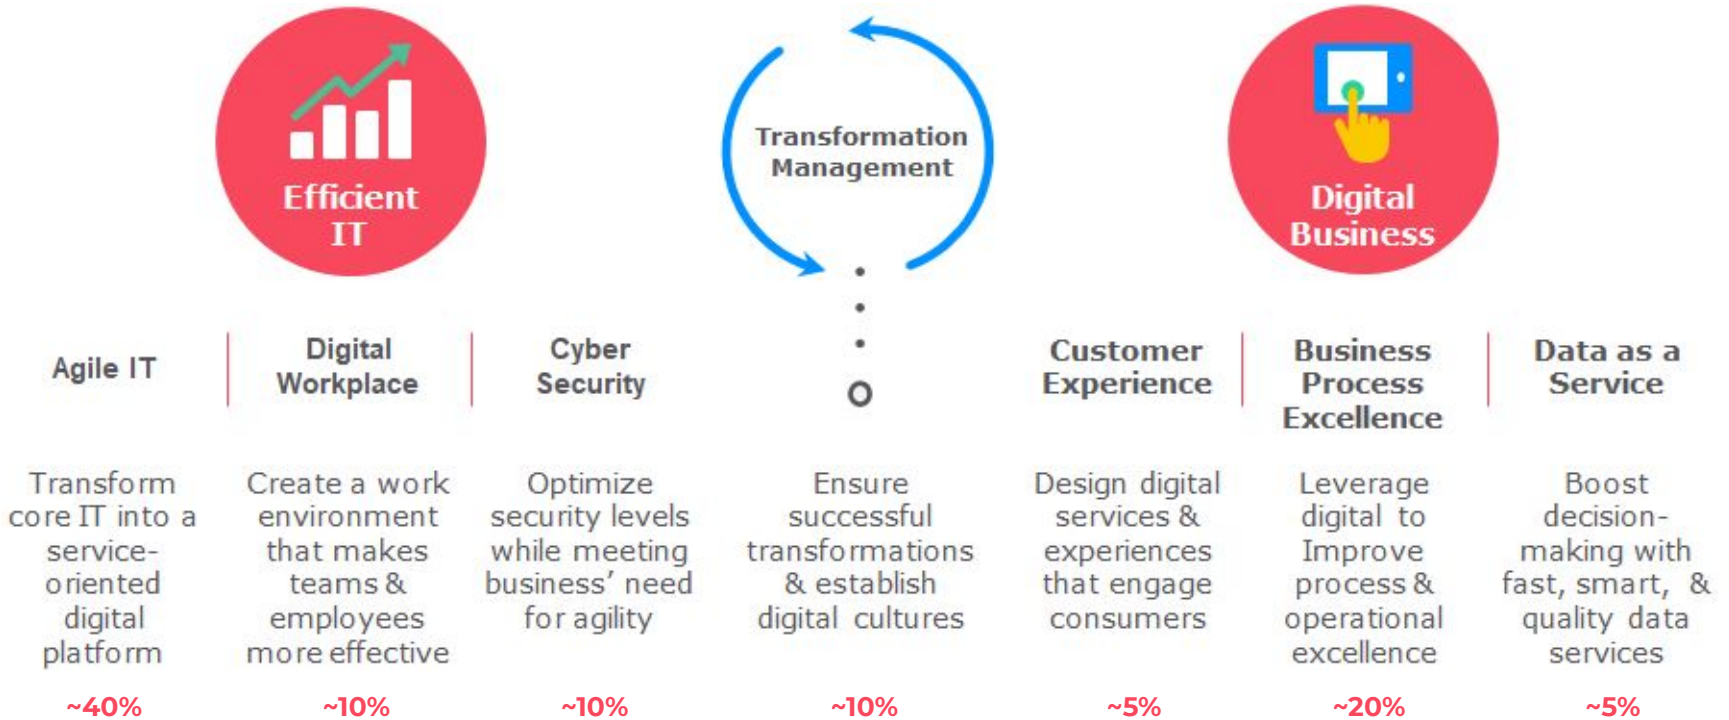 Efficient
IT
Transformation
Management
Digital
Business
Agile IT
Digital
Workplace
Cyber
Security
Customer
Experience
Business
Process
Excellence
Data as a
Service
Transform
core IT into a
service-
oriented
digital
platform
Create a work
environment
that makes
teams &
employees
more effective
Optimize
security levels
while meeting
business’ need
for agility
Ensure
successful
transformations
& establish
digital cultures
Design digital
services &
experiences
that engage
consumers
Leverage
digital to
Improve
process &
operational
excellence
Boost
decision-
making with
fast, smart, &
quality data
services
~40%
~10%
~10%
~10%
~5%
~20%
~5%